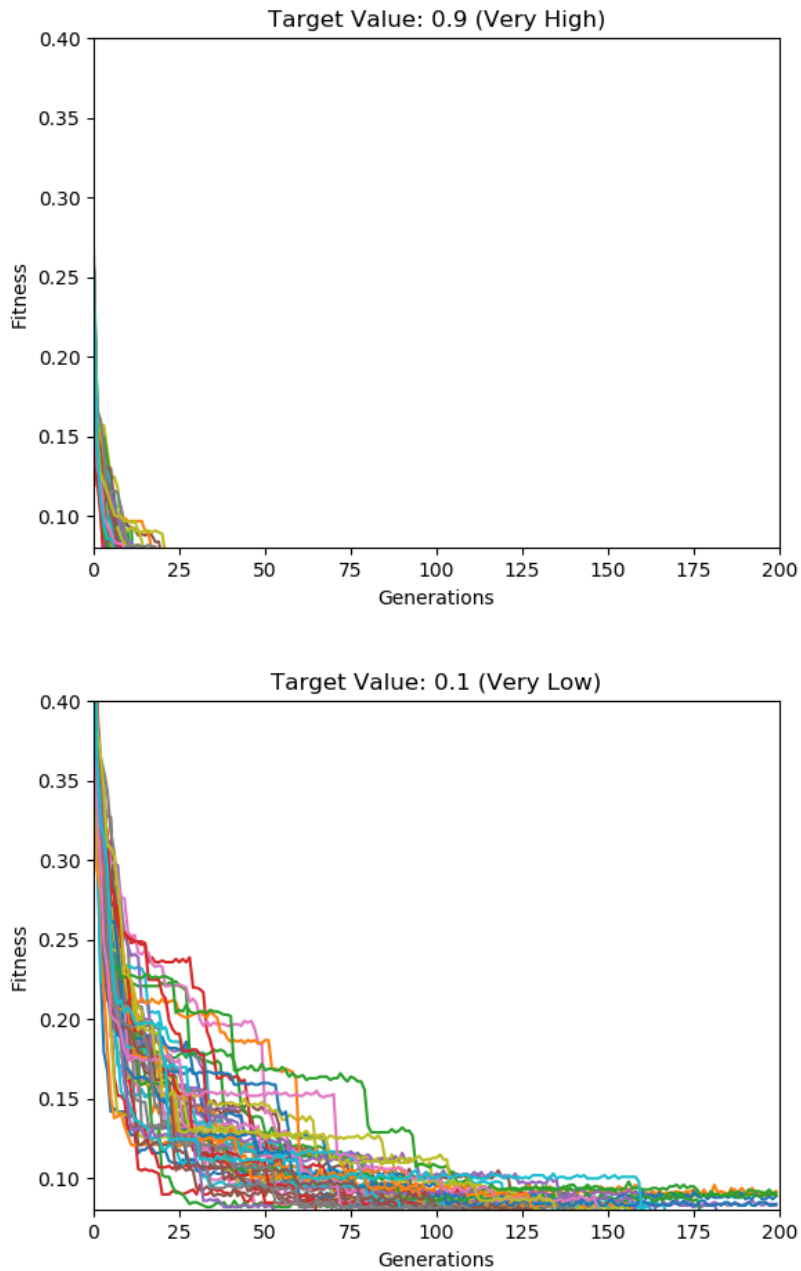 Target Value: 0.9 (Very High)
0.40
0.35
0.30
0.25
0.20
0.15
0.10
Fitness
0 25 50 75 100 125 150 175 200
Generations
Target Value: 0.1 (Very Low)
0.40
0.35
0.30
0.25
0.20
0.15
0.10
Fitness
0 25 50 75 100 125 150 175 200
Generations